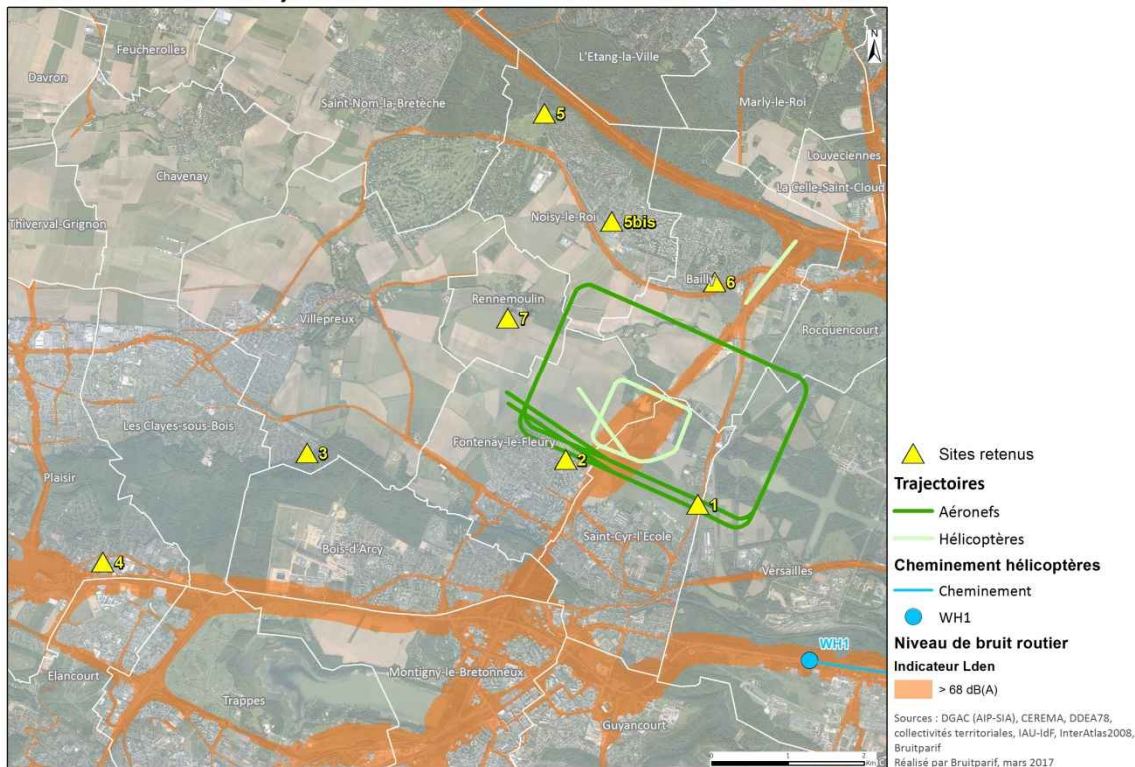 Feucherolles
Davron
L'Etang-la-Ville
N
Saint-Nom-la-Bretèche
Marly-le-Roi
5
Louveciennes
Chavenay
La Celle-Saint-Cloud
Thiverval-Grignon
Noisy-le-Roi
5bis
Bailly
6
Rennemoulin
7
Villepreux
Rocquencourt
Les Clayes-sous-Bois
Fontenay-le-Fleury
3
2
Plaisir
1
Saint-Cyr-l'Ecole
Bois-d'Arcy
4
Versailles
WH1
Elancourt
Montigny-le-Bretonneux
Trappes
Guyancourt
0 1 2
Km
Sites retenus
Trajectoires
Aéronefs
Hélicoptères
Cheminement hélicoptères
Cheminement
WH1
Niveau de bruit routier
Indicateur Lden
> 68 dB(A)
Sources : DGAC (AIP-SIA), CEREMA, DDEA78,
collectivités territoriales, IAU-IdF, InterAtlas2008,
Bruitparif
Réalisé par Bruitparif, mars 2017